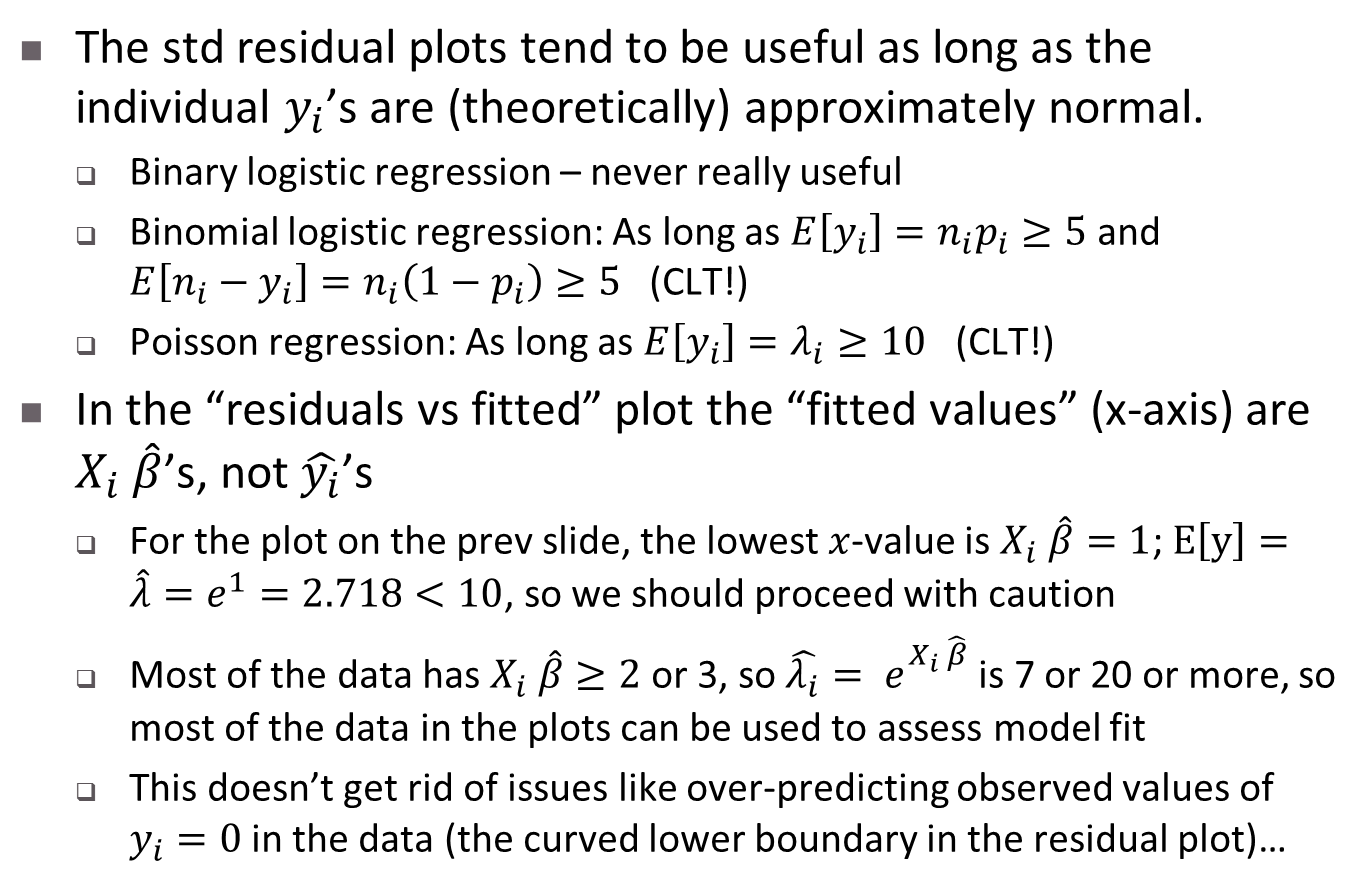 ■ The std residual plots tend to be useful as long as the
individual yᵢ’s are (theoretically) approximately normal.
❑ Binary logistic regression – never really useful
❑ Binomial logistic regression: As long as E[yᵢ] = nᵢpᵢ ≥ 5 and
E[nᵢ − yᵢ] = nᵢ(1 − pᵢ) ≥ 5 (CLT!)
❑ Poisson regression: As long as E[yᵢ] = λᵢ ≥ 10 (CLT!)
■ In the “residuals vs fitted” plot the “fitted values” (x-axis) are
Xᵢ β̂’s, not ŷᵢ’s
❑ For the plot on the prev slide, the lowest x-value is Xᵢ β̂ = 1; E[y] =
λ̂ = e¹ = 2.718 < 10, so we should proceed with caution
❑ Most of the data has Xᵢ β̂ ≥ 2 or 3, so λ̂ᵢ = e^{Xᵢ β̂} is 7 or 20 or more, so
most of the data in the plots can be used to assess model fit
❑ This doesn’t get rid of issues like over-predicting observed values of
yᵢ = 0 in the data (the curved lower boundary in the residual plot)…